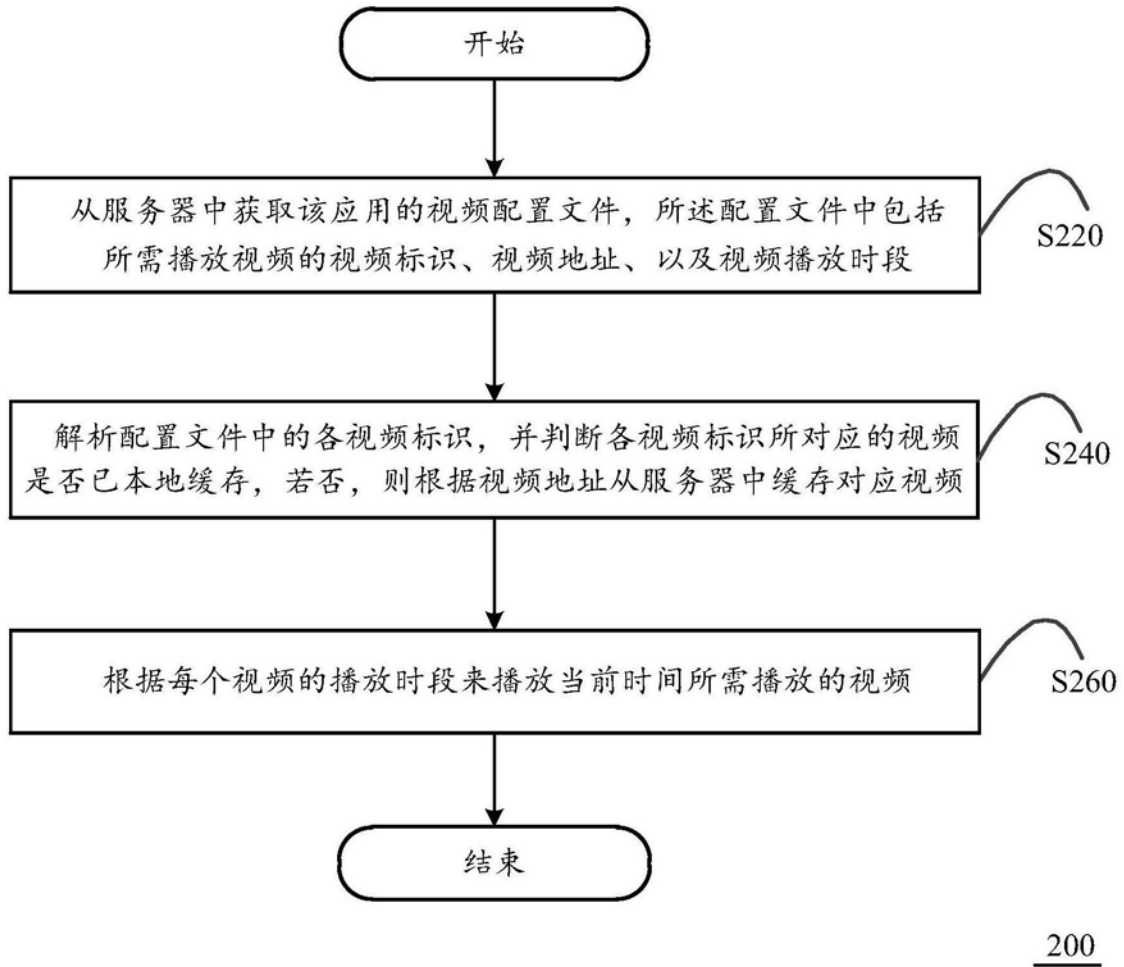 开始
从服务器中获取该应用的视频配置文件，所述配置文件中包括
所需播放视频的视频标识、视频地址、以及视频播放时段
S220
解析配置文件中的各视频标识，并判断各视频标识所对应的视频
是否已本地缓存，若否，则根据视频地址从服务器中缓存对应视频
S240
根据每个视频的播放时段来播放当前时间所需播放的视频
S260
结束
200